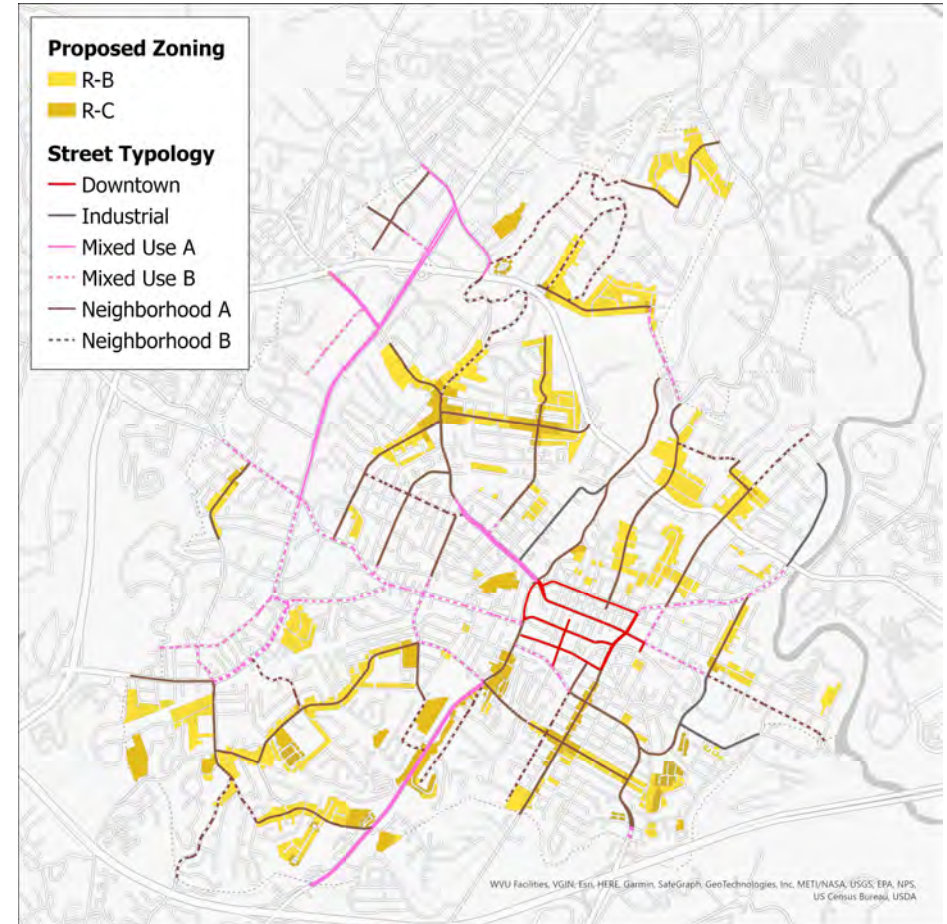 Proposed Zoning
R-B
R-C
Street Typology
Downtown
Industrial
Mixed Use A
Mixed Use B
Neighborhood A
Neighborhood B
WVU Facilities, VGIN, Esri, HERE, Garmin, SafeGraph, GeoTechnologies, Inc, METI/NASA, USGS, EPA, NPS,
US Census Bureau, USDA